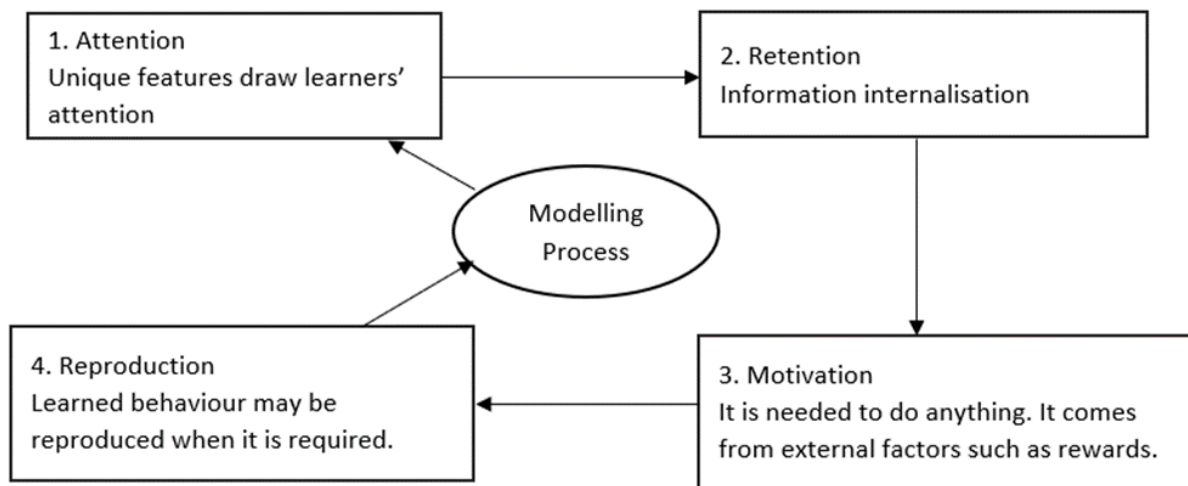 1. Attention
Unique features draw learners’
attention
2. Retention
Information internalisation
Modelling
Process
3. Motivation
It is needed to do anything. It comes
from external factors such as rewards.
4. Reproduction
Learned behaviour may be
reproduced when it is required.